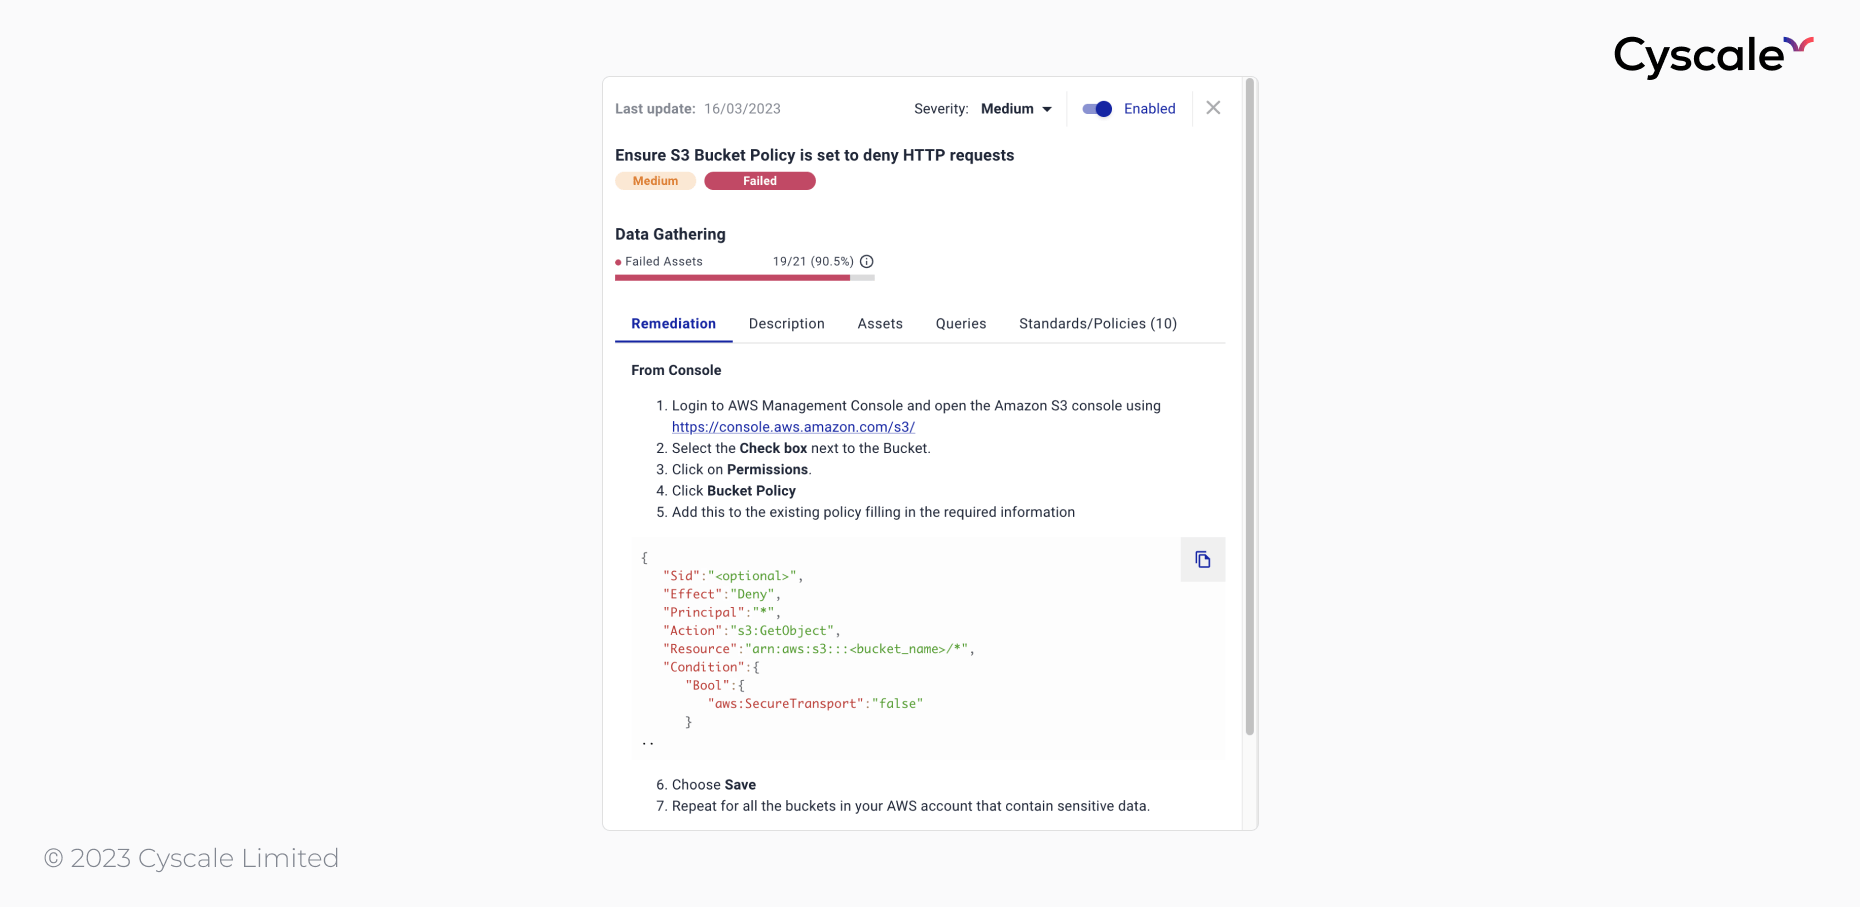 Cyscale
Last update: 16/03/2023
Severity: Medium
Enabled
Ensure S3 Bucket Policy is set to deny HTTP requests
Medium
Failed
Data Gathering
Failed Assets 19/21 (90.5%)
Remediation Description Assets Queries Standards/Policies (10)
From Console
1. Login to AWS Management Console and open the Amazon S3 console using
https://console.aws.amazon.com/s3/
2. Select the Check box next to the Bucket.
3. Click on Permissions.
4. Click Bucket Policy
5. Add this to the existing policy filling in the required information
{
"Sid":"<optional>",
"Effect":"Deny",
"Principal":"*",
"Action":"s3:GetObject",
"Resource":"arn:aws:s3:::<bucket_name>/*",
"Condition":{
"Bool":{
"aws:SecureTransport":"false"
}
..
6. Choose Save
7. Repeat for all the buckets in your AWS account that contain sensitive data.
© 2023 Cyscale Limited